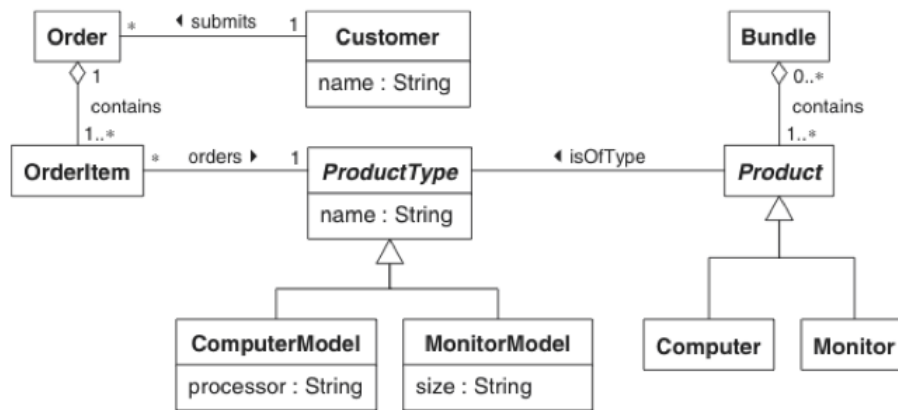 Order
*
◄ submits
1
Customer
name : String
Bundle
1
contains
1..*
0..*
contains
1..*
OrderItem
*
orders ►
1
ProductType
name : String
◄ isOfType
Product
ComputerModel
processor : String
MonitorModel
size : String
Computer
Monitor